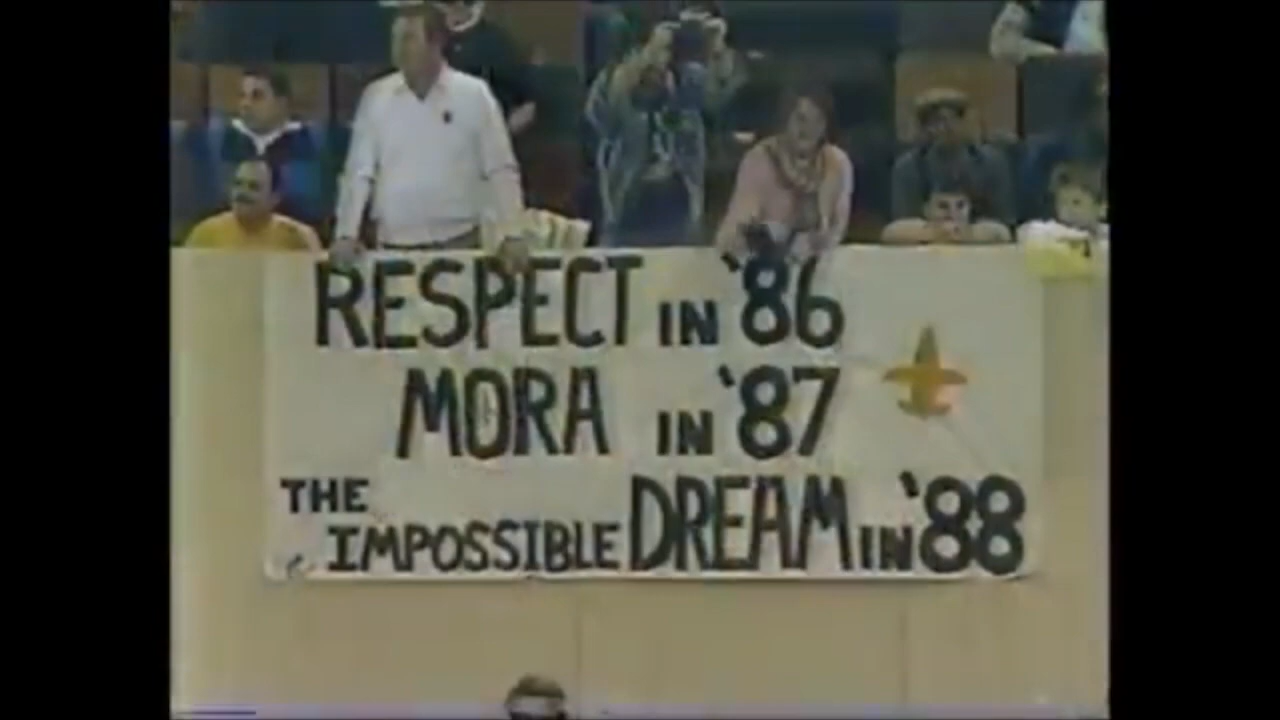 RESPECT IN '86
MORA IN '87
THE
IMPOSSIBLE DREAM IN '88